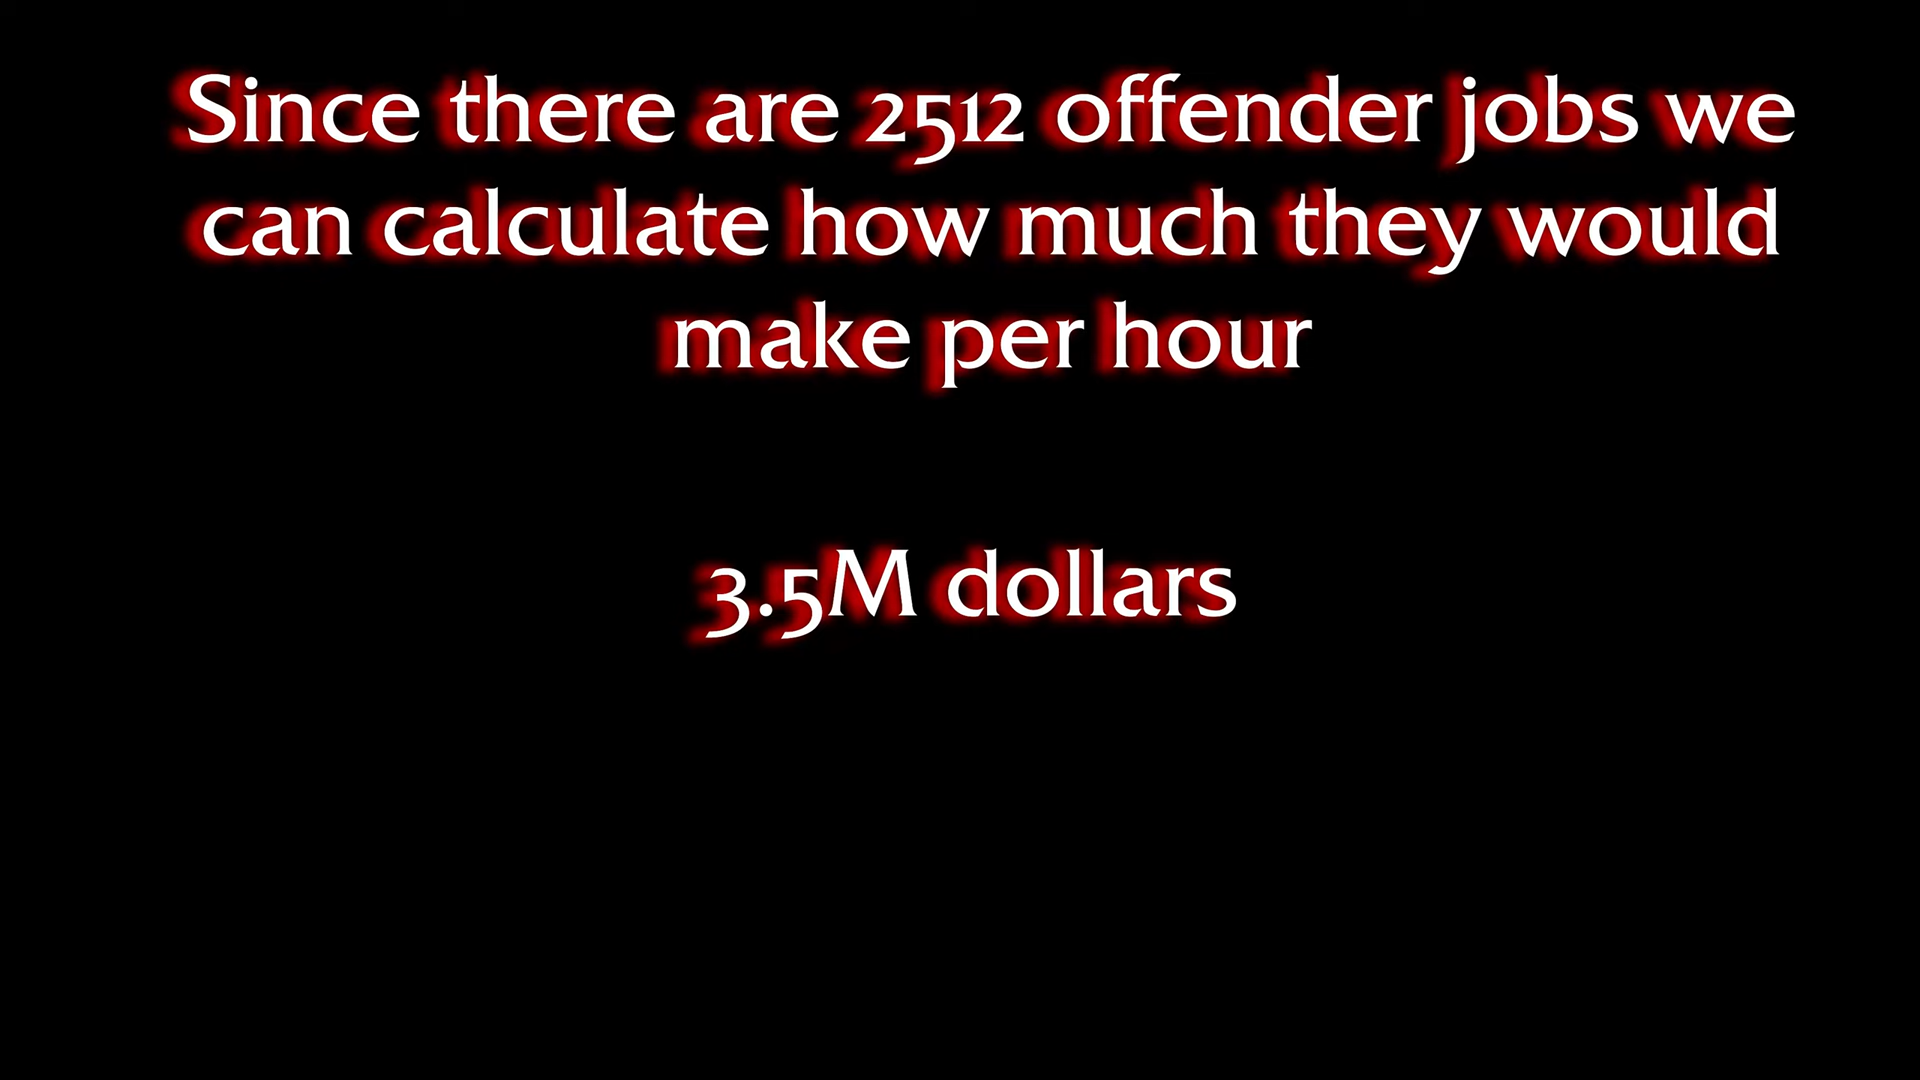 Since there are 2512 offender jobs we
can calculate how much they would
make per hour
3.5M dollars